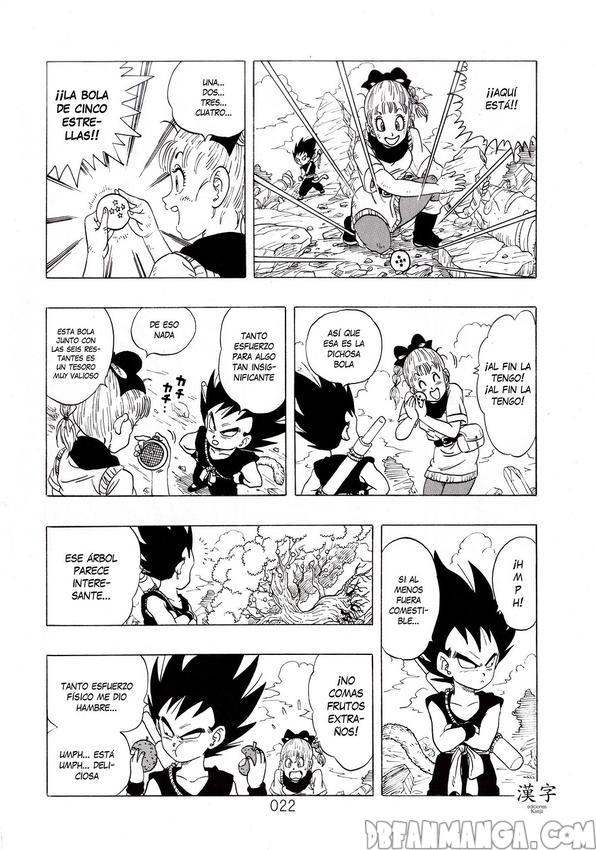 ¡¡AQUÍ
ESTÁ!!
UNA...
DOS...
TRES...
CUATRO...
¡¡LA BOLA
DE CINCO
ESTRE-
LLAS!!
¡AL FIN LA
TENGO!
¡AL FIN LA
TENGO!
ASÍ QUE
ESA ES LA
DICHOSA
BOLA
TANTO
ESFUERZO
PARA ALGO
TAN INSIG-
NIFICANTE
DE ESO
NADA
カチ…
カチ…
ESTA BOLA
JUNTO CON
LAS SEIS RES-
TANTES ES UN
TESORO
MUY VALIOSO
¡HMPH!
SI AL
MENOS
FUERA
COMESTI-
BLE...
ESE ÁRBOL
PARECE
INTERE-
SANTE...
¡NO
COMAS
FRUTOS
EXTRA-
ÑOS!
TANTO ESFUERZO
FÍSICO ME DIO
HAMBRE...
UMPH... ESTÁ
UMPH... DELI-
CIOSA
022
漢字
ediciones
Kanji
DBFANMANGA.COM